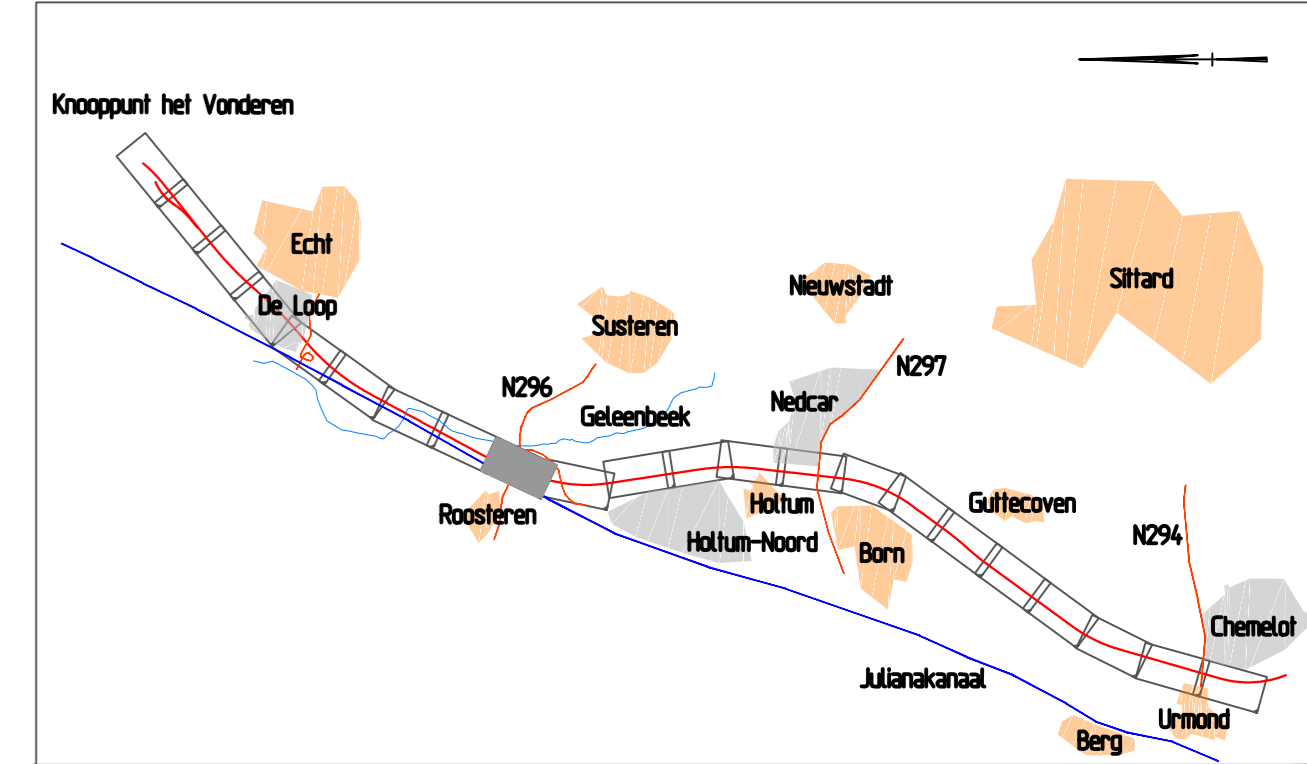 Knooppunt het Vonderen
Echt
De Loop
Susteren
Nieuwstadt
Sittard
N296
N297
Geleenbeek
Nedcar
Roosteren
Holtum
Guttecoven
Holtum-Noord
Born
N294
Chemelot
Julianakanaal
Urmond
Berg